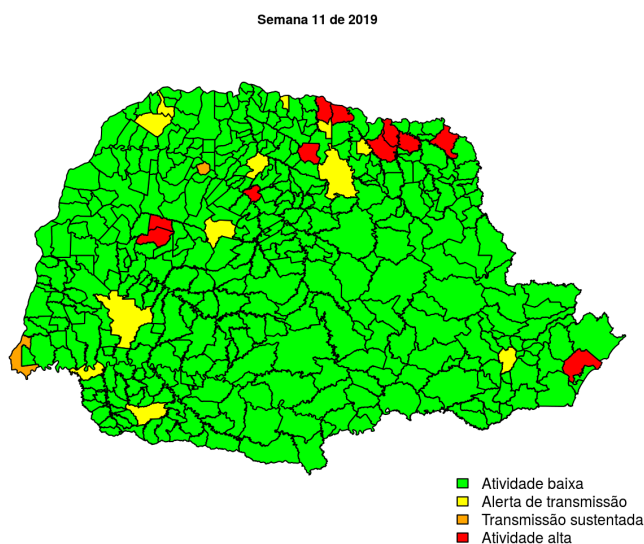 Semana 11 de 2019
Atividade baixa
Alerta de transmissão
Transmissão sustentada
Atividade alta